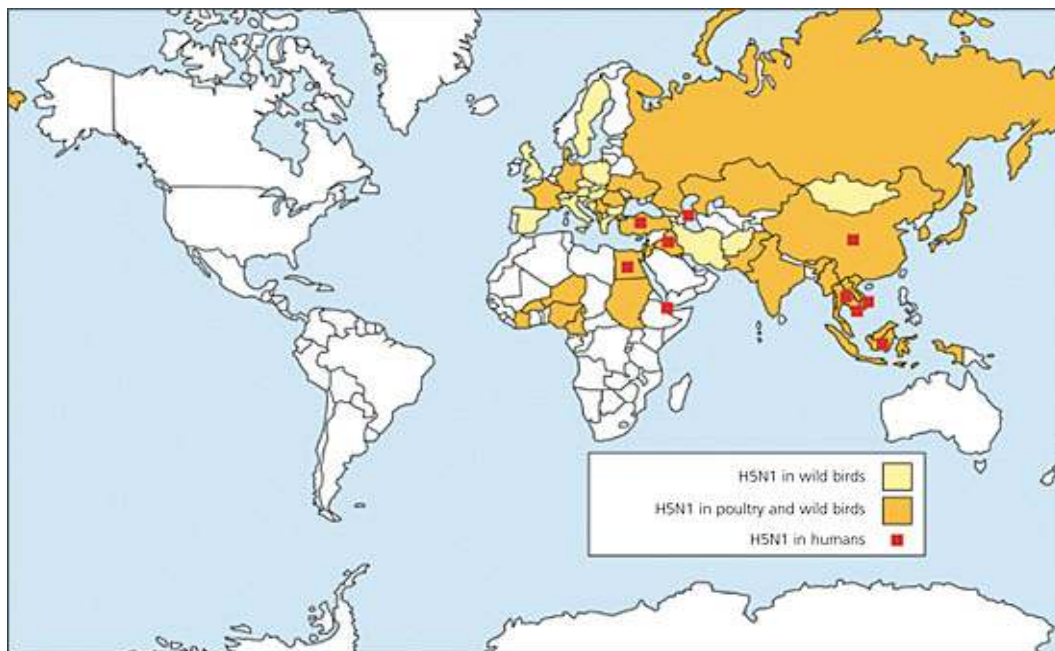 H5N1 in wild birds
H5N1 in poultry and wild birds
H5N1 in humans